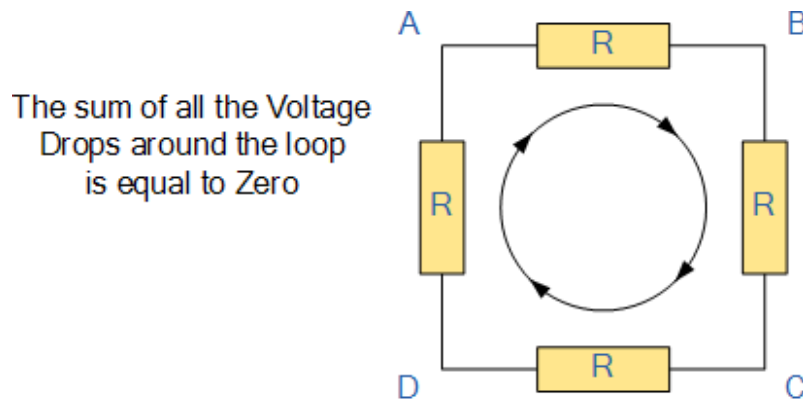 A
B
R
The sum of all the Voltage
Drops around the loop
is equal to Zero
R
R
R
D
C